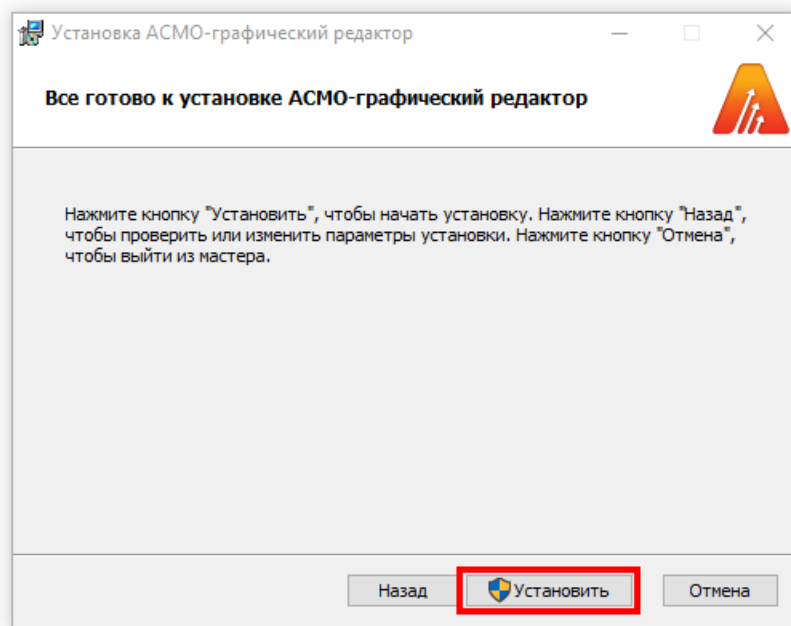 Установка АСМО-графический редактор
Все готово к установке АСМО-графический редактор
Нажмите кнопку "Установить", чтобы начать установку. Нажмите кнопку "Назад",
чтобы проверить или изменить параметры установки. Нажмите кнопку "Отмена",
чтобы выйти из мастера.
Назад
Установить
Отмена